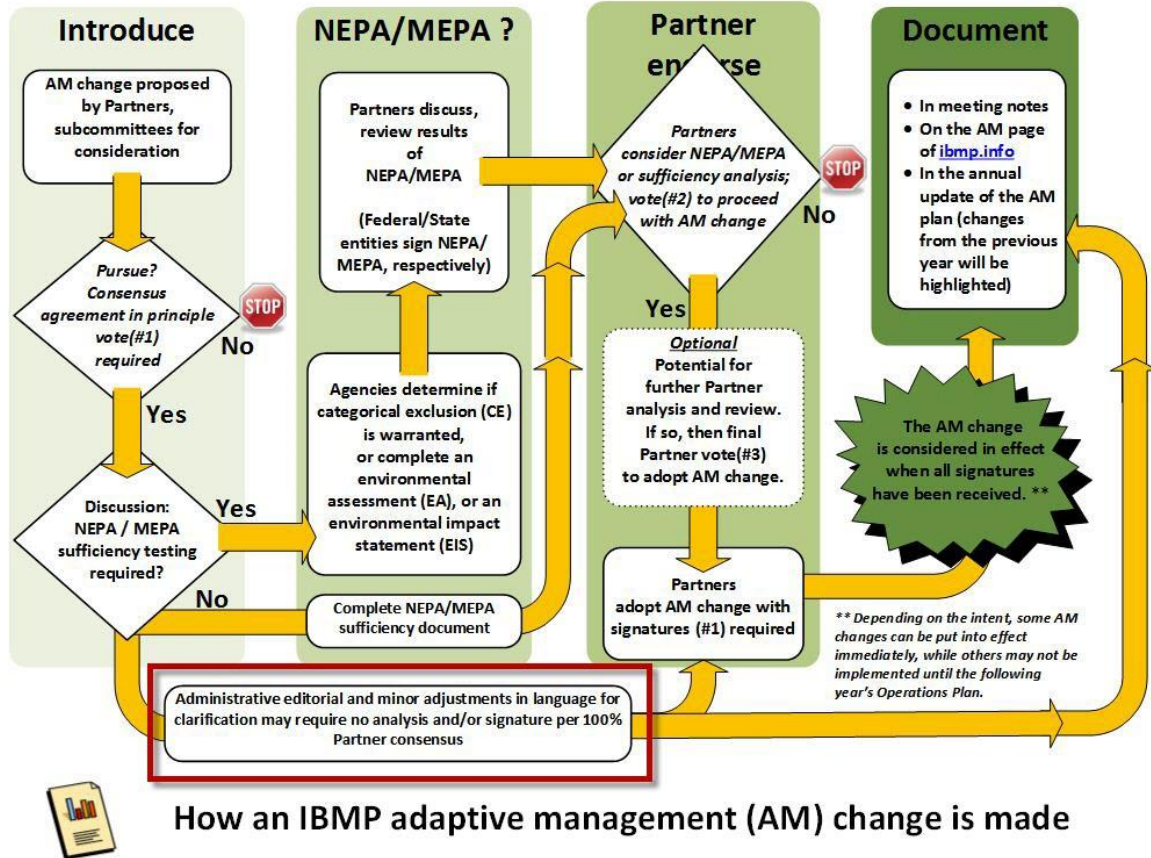 Introduce
AM change proposed
by Partners,
subcommittees for
consideration
Pursue?
Consensus
agreement in principle
vote(#1)
required
STOP
No
Yes
Discussion:
NEPA / MEPA
sufficiency testing
required?
Yes
No
NEPA/MEPA ?
Partners discuss,
review results
of
NEPA/MEPA
(Federal/State
entities sign NEPA/
MEPA, respectively)
Agencies determine if
categorical exclusion (CE)
is warranted,
or complete an
environmental
assessment (EA), or an
environmental impact
statement (EIS)
Complete NEPA/MEPA
sufficiency document
Administrative editorial and minor adjustments in language for
clarification may require no analysis and/or signature per 100%
Partner consensus
Partner
endorse
Partners
consider NEPA/MEPA
or sufficiency analysis;
vote(#2) to proceed
with AM change
STOP
No
Yes
Optional
Potential for
further Partner
analysis and review.
If so, then final
Partner vote(#3)
to adopt AM change.
Partners
adopt AM change with
signatures (#1) required
Document
• In meeting notes
• On the AM page
of ibmp.info
• In the annual
update of the AM
plan (changes
from the previous
year will be
highlighted)
The AM change
is considered in effect
when all signatures
have been received. **
** Depending on the intent, some AM
changes can be put into effect
immediately, while others may not be
implemented until the following
year's Operations Plan.
How an IBMP adaptive management (AM) change is made